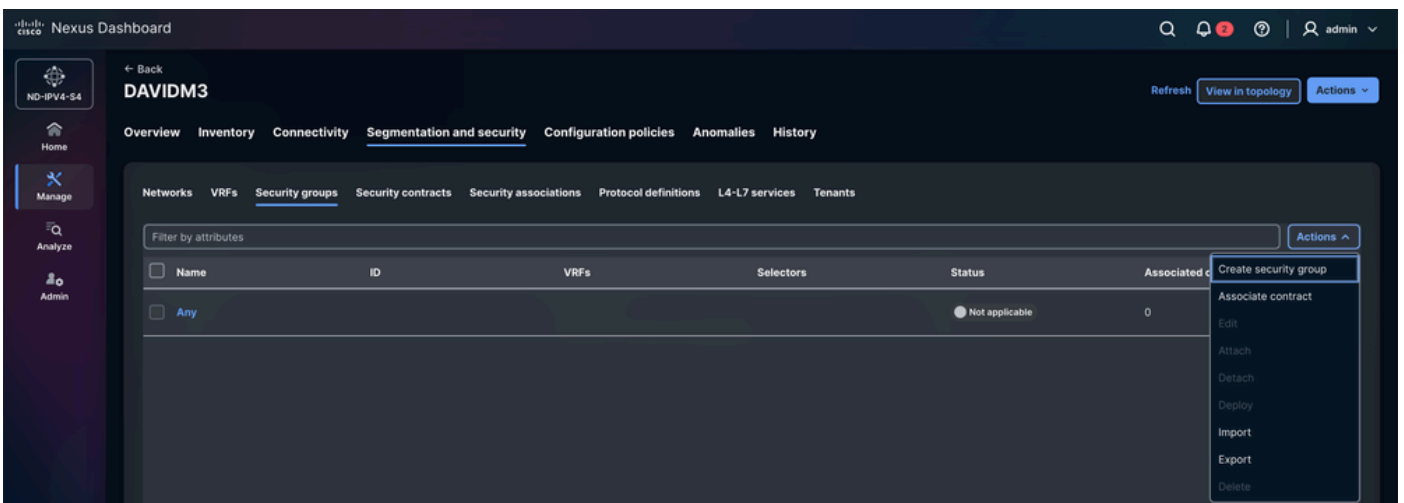 cisco Nexus Dashboard
2
admin
ND-IPV4-S4
← Back
DAVIDM3
Refresh
View in topology
Actions
Home
Manage
Analyze
Admin
Overview Inventory Connectivity Segmentation and security Configuration policies Anomalies History
Networks VRFs Security groups Security contracts Security associations Protocol definitions L4-L7 services Tenants
Filter by attributes
Actions
Name ID VRFs Selectors Status Associated
Any Not applicable 0
Create security group
Associate contract
Edit
Attach
Detach
Deploy
Import
Export
Delete